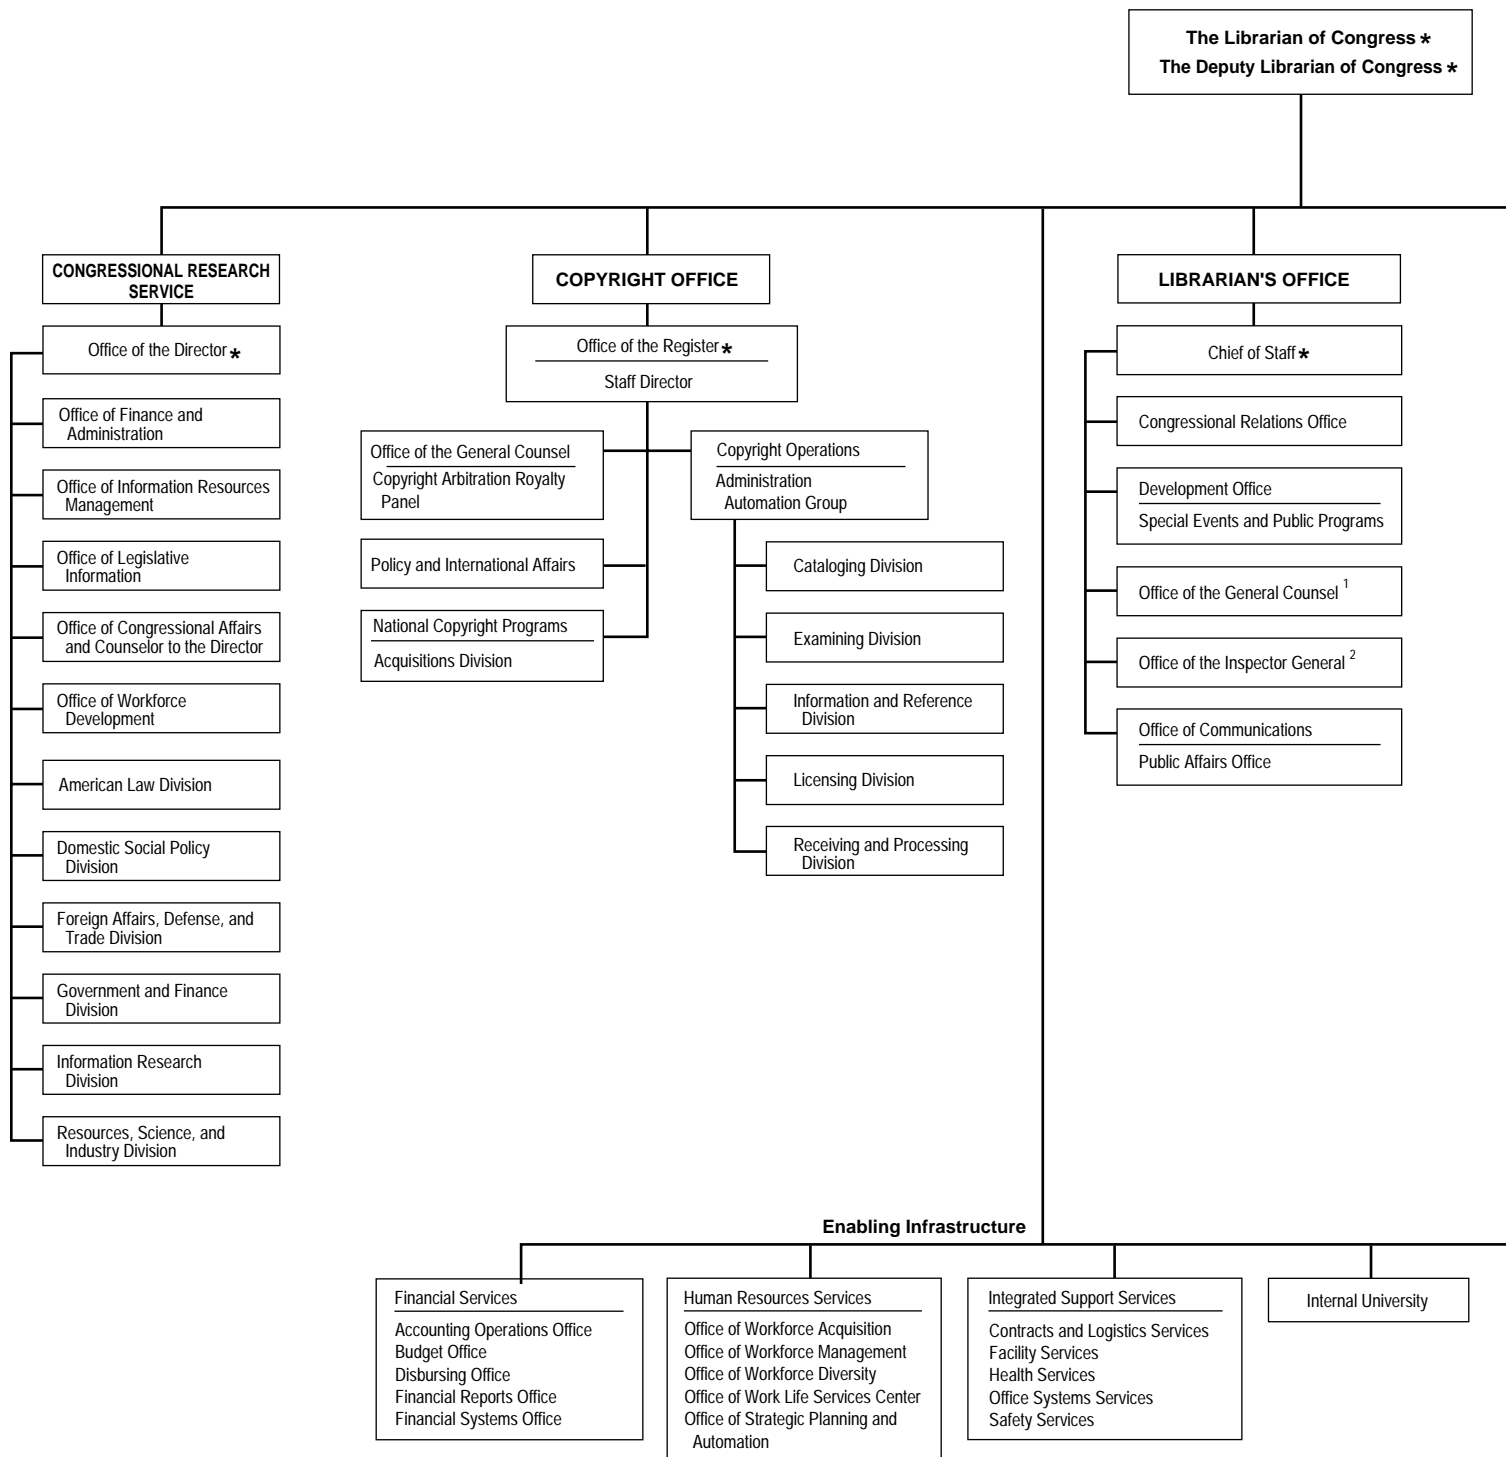 The Librarian of Congress *
The Deputy Librarian of Congress *
CONGRESSIONAL RESEARCH
SERVICE
Office of the Director *
Office of Finance and
Administration
Office of Information Resources
Management
Office of Legislative
Information
Office of Congressional Affairs
and Counselor to the Director
Office of Workforce
Development
American Law Division
Domestic Social Policy
Division
Foreign Affairs, Defense, and
Trade Division
Government and Finance
Division
Information Research
Division
Resources, Science, and
Industry Division
COPYRIGHT OFFICE
Office of the Register *
Staff Director
Office of the General Counsel
Copyright Arbitration Royalty
Panel
Policy and International Affairs
National Copyright Programs
Acquisitions Division
Copyright Operations
Administration
Automation Group
Cataloging Division
Examining Division
Information and Reference
Division
Licensing Division
Receiving and Processing
Division
LIBRARIAN'S OFFICE
Chief of Staff *
Congressional Relations Office
Development Office
Special Events and Public Programs
Office of the General Counsel 1
Office of the Inspector General 2
Office of Communications
Public Affairs Office
Enabling Infrastructure
Financial Services
Accounting Operations Office
Budget Office
Disbursing Office
Financial Reports Office
Financial Systems Office
Human Resources Services
Office of Workforce Acquisition
Office of Workforce Management
Office of Workforce Diversity
Office of Work Life Services Center
Office of Strategic Planning and
Automation
Integrated Support Services
Contracts and Logistics Services
Facility Services
Health Services
Office Systems Services
Safety Services
Internal University